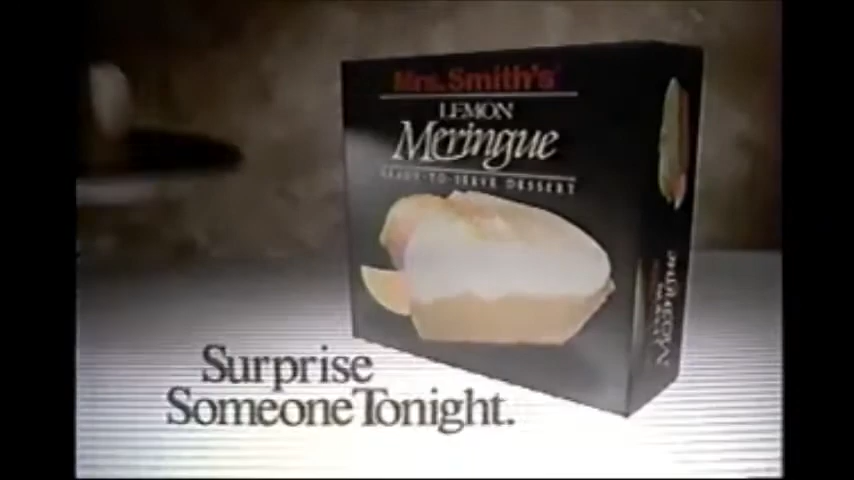 Mrs. Smith's
LEMON
Meringue
READY-TO-SERVE DESSERT
Surprise
Someone Tonight.